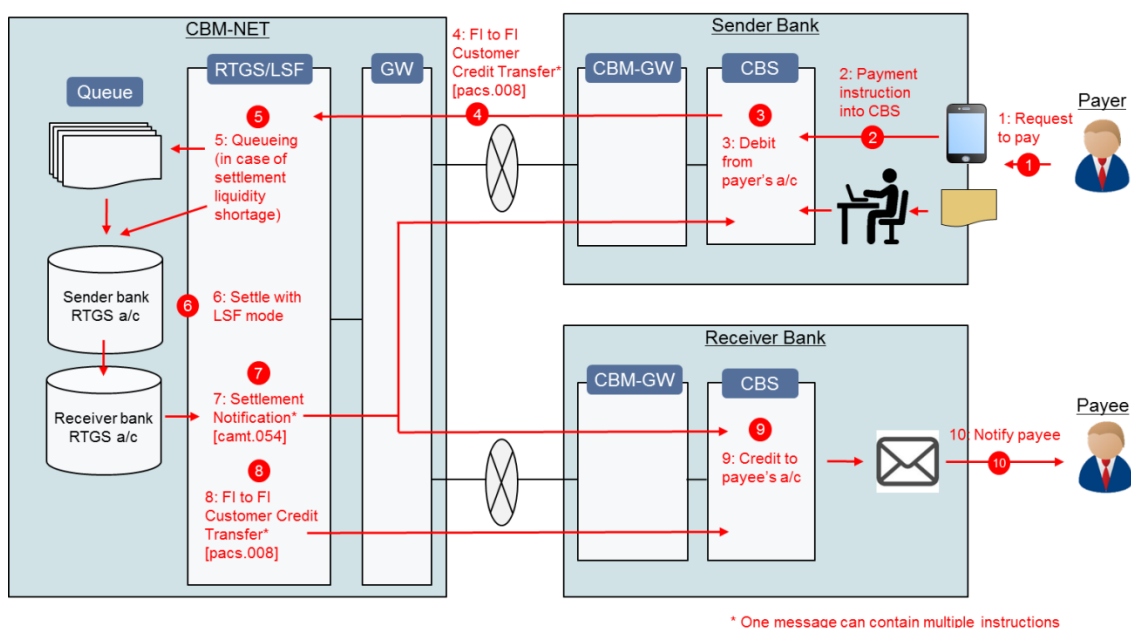 CBM-NET
Queue
RTGS/LSF
GW
5
5: Queueing
(in case of
settlement
liquidity
shortage)
Sender bank
RTGS a/c
6
6: Settle with
LSF mode
Receiver bank
RTGS a/c
7
7: Settlement
Notification*
[camt.054]
8
8: FI to FI
Customer Credit
Transfer*
[pacs.008]
4: FI to FI
Customer
Credit Transfer*
[pacs.008]
4
Sender Bank
CBM-GW
CBS
3
3: Debit
from
payer's a/c
2: Payment
instruction
into CBS
2
1: Request
to pay
1
Payer
Receiver Bank
CBM-GW
CBS
9
9: Credit to
payee's a/c
10: Notify payee
10
Payee
* One message can contain multiple instructions